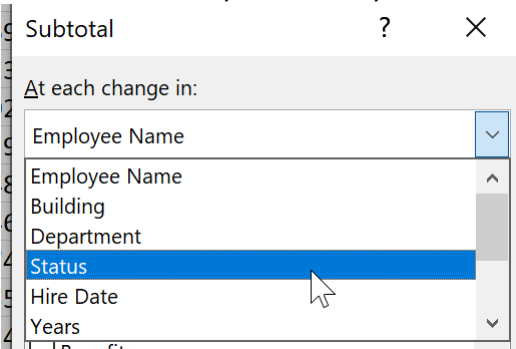 Subtotal ? ×
At each change in:
Employee Name
Employee Name
Building
Department
Status
Hire Date
Years